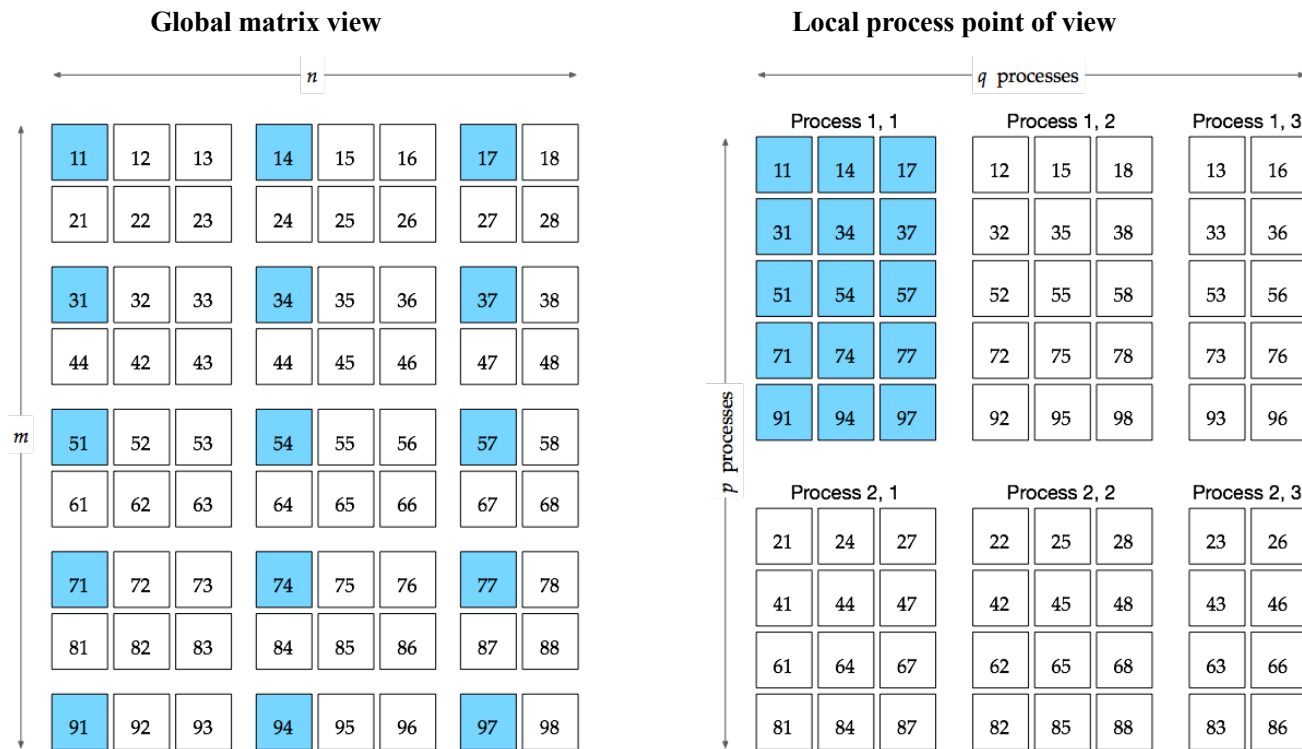 Global matrix view
n
m
11 12 13 14 15 16 17 18
21 22 23 24 25 26 27 28
31 32 33 34 35 36 37 38
44 42 43 44 45 46 47 48
51 52 53 54 55 56 57 58
61 62 63 64 65 66 67 68
71 72 73 74 75 76 77 78
81 82 83 84 85 86 87 88
91 92 93 94 95 96 97 98
Local process point of view
q processes
p processes
Process 1, 1 Process 1, 2 Process 1, 3
11 14 17 12 15 18 13 16
31 34 37 32 35 38 33 36
51 54 57 52 55 58 53 56
71 74 77 72 75 78 73 76
91 94 97 92 95 98 93 96
Process 2, 1 Process 2, 2 Process 2, 3
21 24 27 22 25 28 23 26
41 44 47 42 45 48 43 46
61 64 67 62 65 68 63 66
81 84 87 82 85 88 83 86